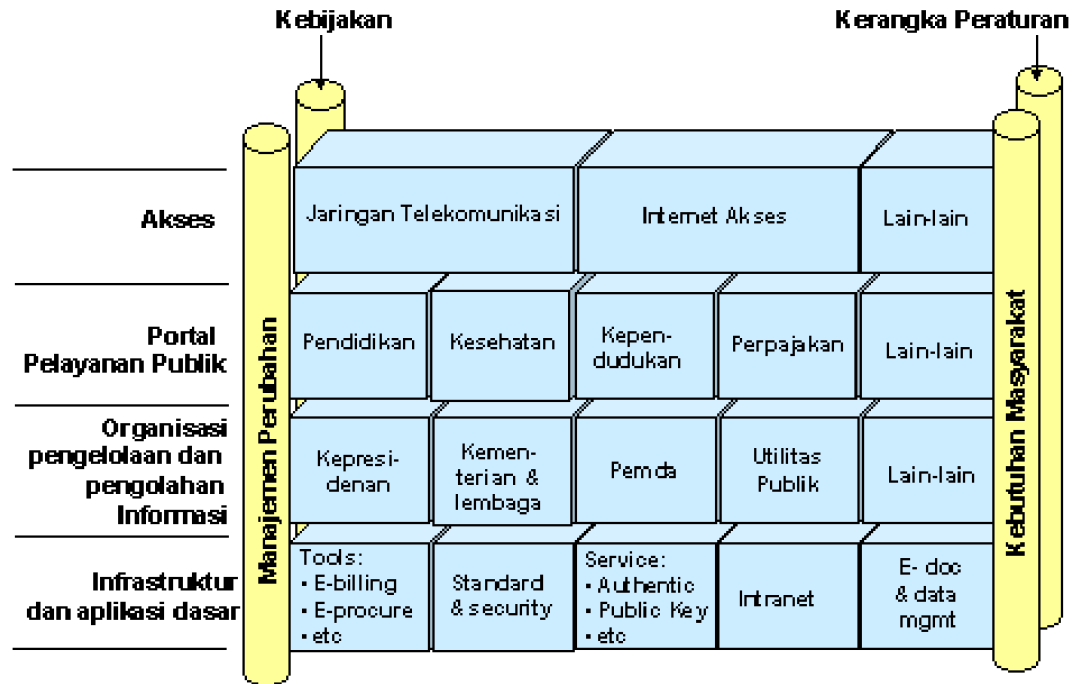 Kebijakan
Kerangka Peraturan
Manajemen Perubahan
Kebutuhan Masyarakat
Akses
Jaringan Telekomunikasi
Internet Akses
Lain-lain
Portal
Pelayanan Publik
Pendidikan
Kesehatan
Kepen-
dudukan
Perpajakan
Lain-lain
Organisasi
pengelolaan dan
pengolahan
Informasi
Kepresi-
denan
Kemen-
terian &
lembaga
Pemda
Utilitas
Publik
Lain-lain
Infrastruktur
dan aplikasi dasar
Tools:
• E-billing
• E-procure
• etc
Standard
& security
Service:
• Authentic
• Public Key
• etc
Intranet
E- doc
& data
mgmt